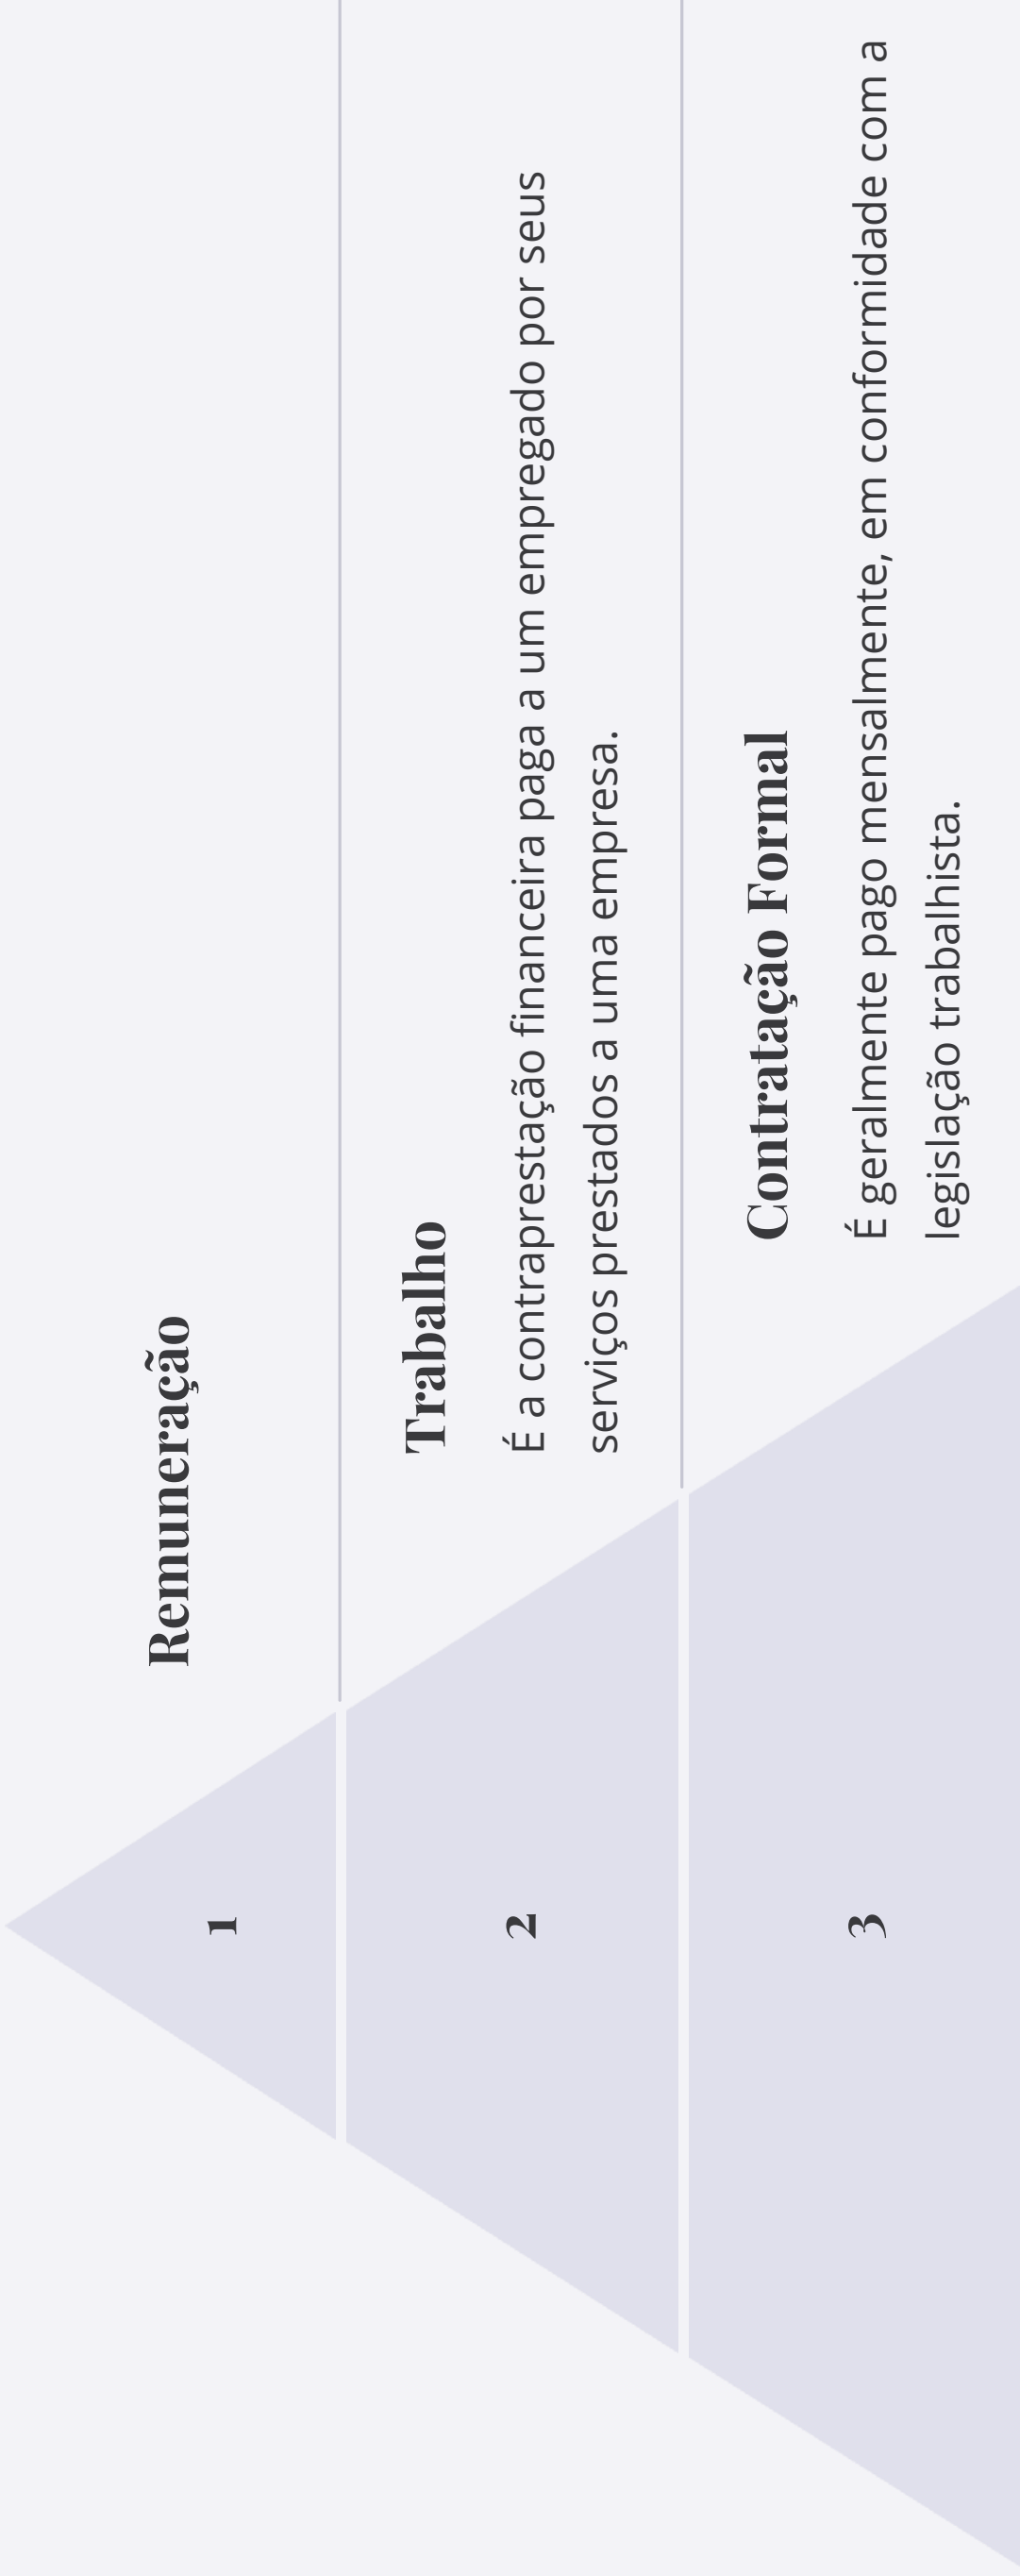 Remuneração
1
Trabalho
É a contraprestação financeira paga a um empregado por seus
serviços prestados a uma empresa.
2
Contratação Formal
É geralmente pago mensalmente, em conformidade com a
legislação trabalhista.
3